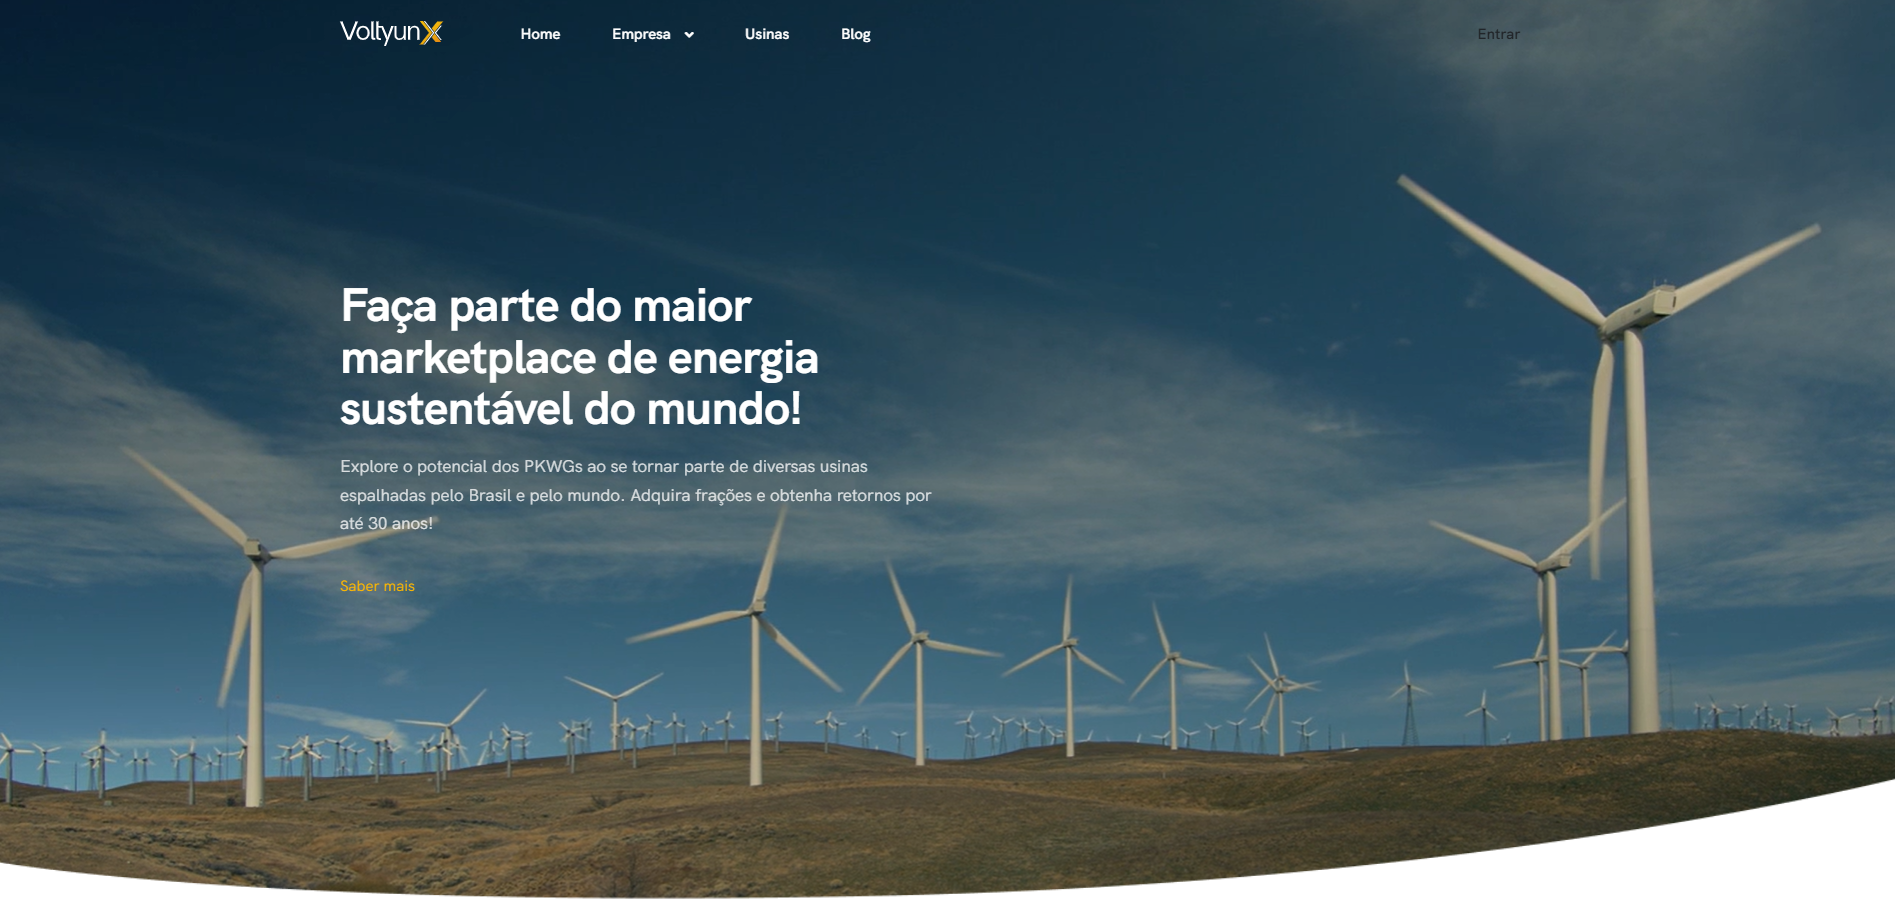 VoltyunX Home Empresa Usinas Blog Entrar
Faça parte do maior
marketplace de energia
sustentável do mundo!
Explore o potencial dos PKWGs ao se tornar parte de diversas usinas
espalhadas pelo Brasil e pelo mundo. Adquira frações e obtenha retornos por
até 30 anos!
Saber mais